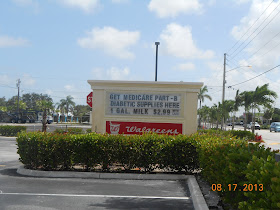 GET MEDICARE PART-B
DIABETIC SUPPLIES HERE
1 GAL. MILK $2.99
Walgreens
08.17.2013